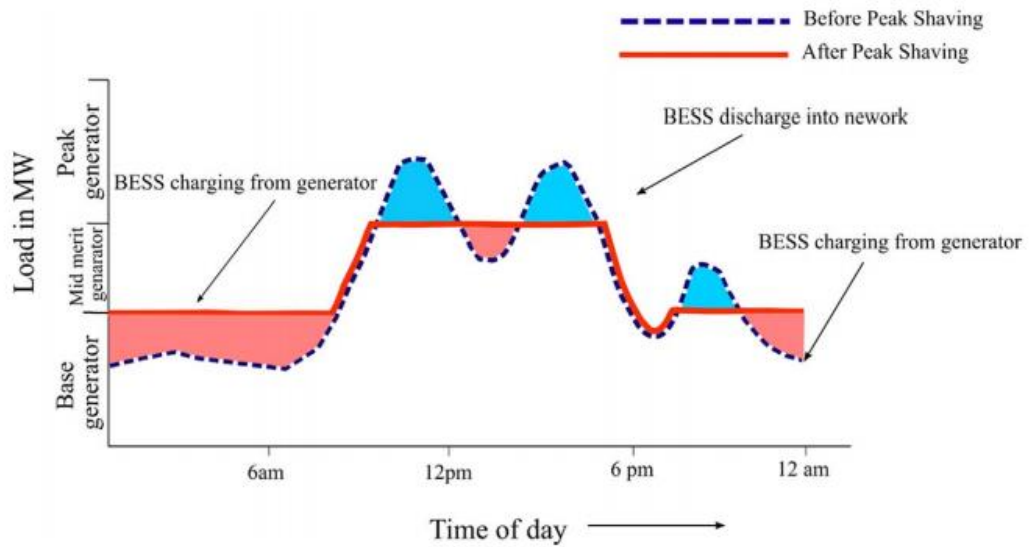 Before Peak Shaving
After Peak Shaving
Load in MW
Peak
generator
Mid merit
genarator
Base
generator
BESS charging from generator
BESS discharge into nework
BESS charging from generator
6am
12pm
6 pm
12 am
Time of day